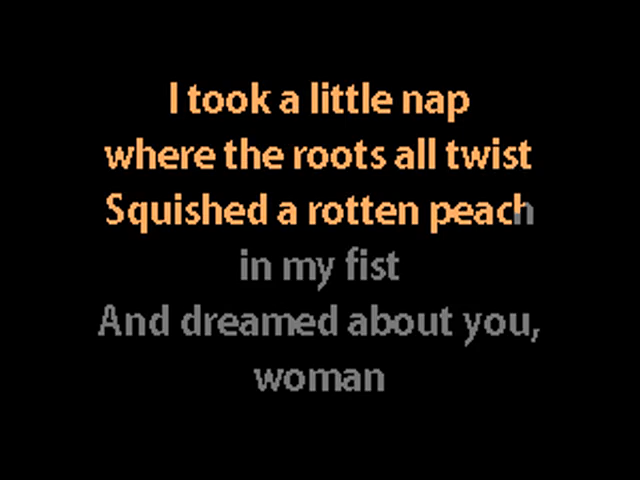 I took a little nap
where the roots all twist
Squished a rotten peach
in my fist
And dreamed about you,
woman